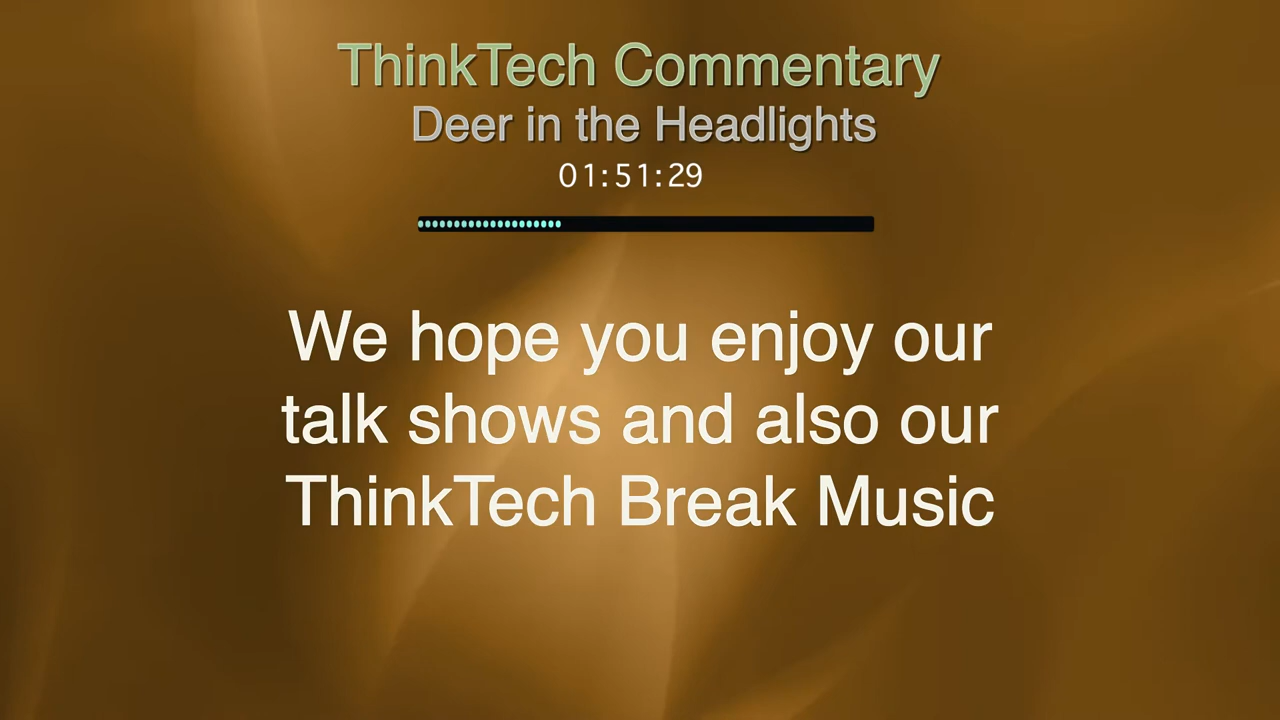 ThinkTech Commentary
Deer in the Headlights
01:51:29
We hope you enjoy our
talk shows and also our
ThinkTech Break Music